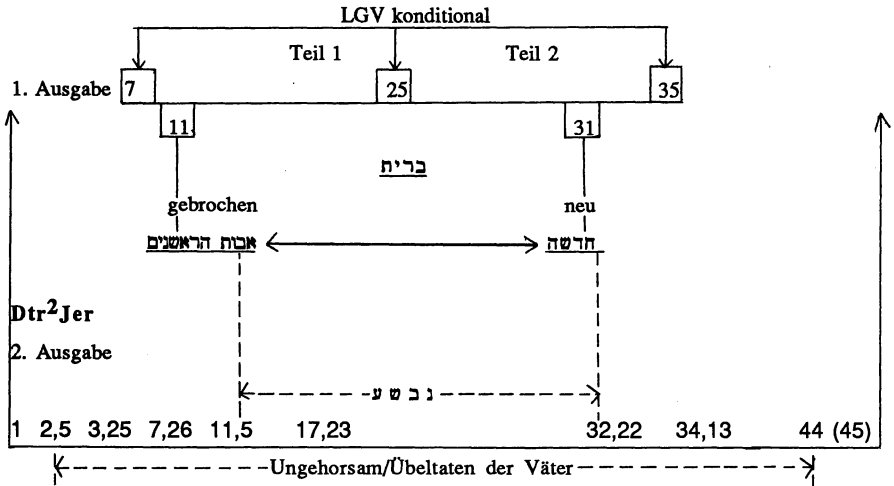 LGV konditional
Teil 1 Teil 2
1. Ausgabe 7 25 35
11 31
ברית
gebrochen neu
אבות הראשנים חדשה
Dtr²Jer
2. Ausgabe
נ ב ש ע
1 2,5 3,25 7,26 11,5 17,23 32,22 34,13 44 (45)
Ungehorsam/Übeltaten der Väter